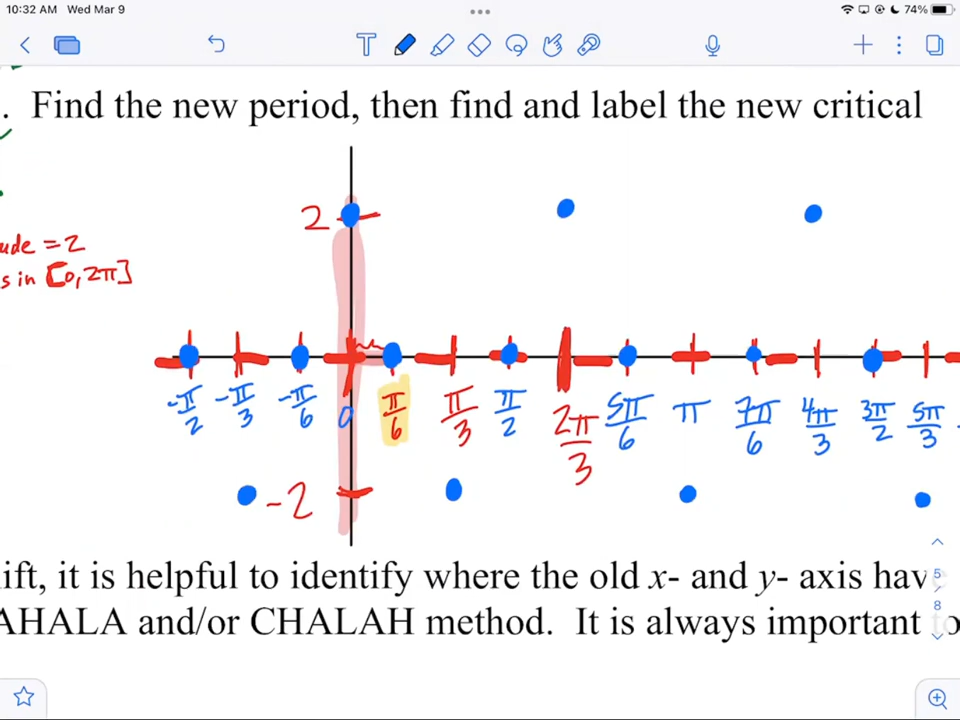 10:32 AM Wed Mar 9
74%
T
. Find the new period, then find and label the new critical
2
ude = 2
s in [0, 2π]
-π/2 -π/3 -π/6 0 π/6 π/3 π/2 2π/3 5π/6 π 7π/6 4π/3 3π/2 5π/3
-2
ift, it is helpful to identify where the old x- and y- axis hav
AHALA and/or CHALAH method. It is always important to
5
8